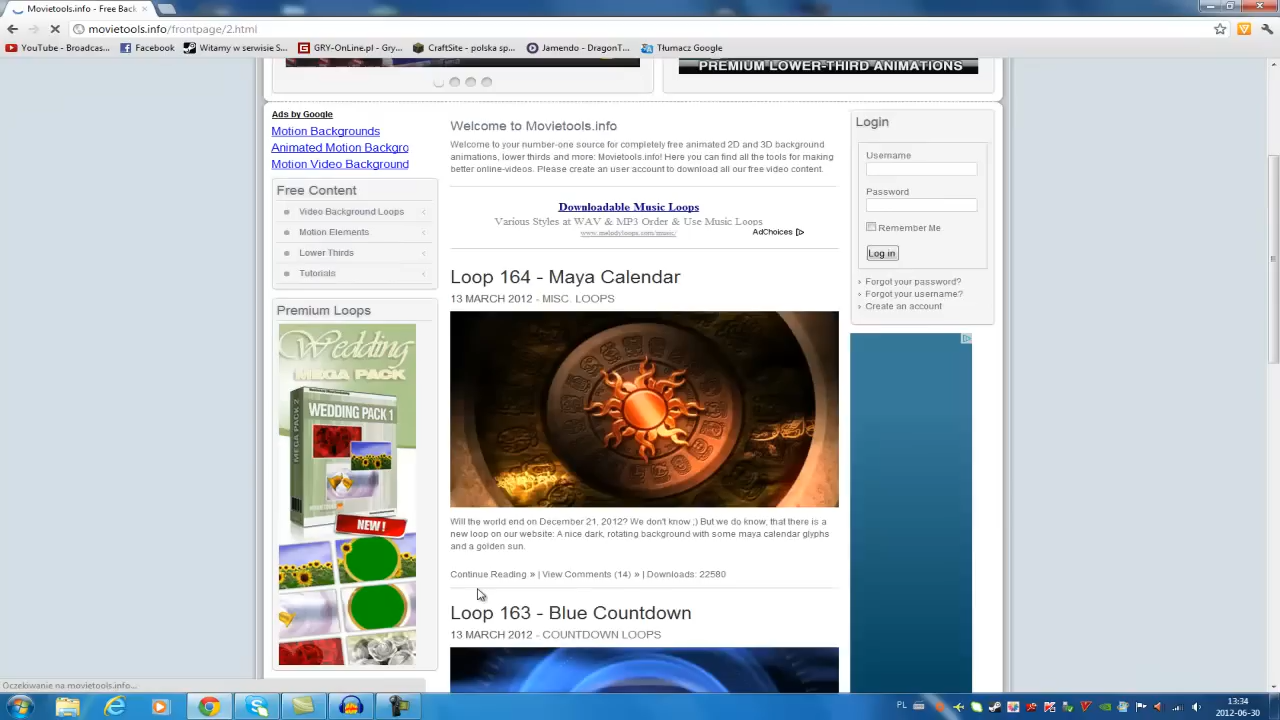 Movietools.info - Free Back
movietools.info/frontpage/2.html
YouTube - Broadcas...
Facebook
Witamy w serwisie S...
GRY-OnLine.pl - Gry...
CraftSite - polska sp...
Jamendo - DragonT...
Tłumacz Google
PREMIUM LOWER-THIRD ANIMATIONS
Ads by Google
Motion Backgrounds
Animated Motion Backgro
Motion Video Background
Free Content
Video Background Loops
Motion Elements
Lower Thirds
Tutorials
Premium Loops
Wedding
MEGA PACK
WEDDING PACK 1
NEW !
Welcome to Movietools.info
Welcome to your number-one source for completely free animated 2D and 3D background
animations, lower thirds and more: Movietools.info! Here you can find all the tools for making
better online-videos. Please create an user account to download all our free video content.
Downloadable Music Loops
Various Styles at WAV & MP3 Order & Use Music Loops
www.melodyloops.com/music/
AdChoices
Loop 164 - Maya Calendar
13 MARCH 2012 - MISC. LOOPS
Will the world end on December 21, 2012? We don't know ;) But we do know, that there is a
new loop on our website: A nice dark, rotating background with some maya calendar glyphs
and a golden sun.
Continue Reading » | View Comments (14) » | Downloads: 22580
Loop 163 - Blue Countdown
13 MARCH 2012 - COUNTDOWN LOOPS
Login
Username
Password
Remember Me
Log in
Forgot your password?
Forgot your username?
Create an account
Oczekiwanie na movietools.info...
PL
13:34
2012-06-30